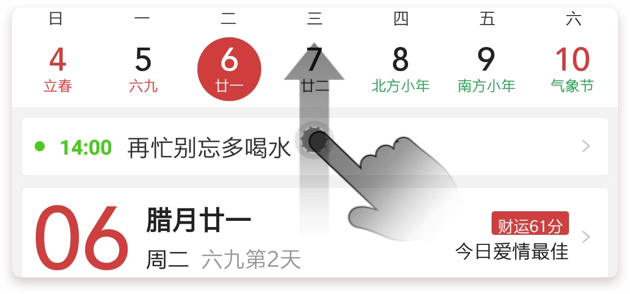 日 一 二 三 四 五 六
4 5 6 7 8 9 10
立春 六九 廿一 廿二 北方小年 南方小年 气象节
14:00 再忙别忘多喝水
06 腊月廿一 财运61分
周二 六九第2天 今日爱情最佳